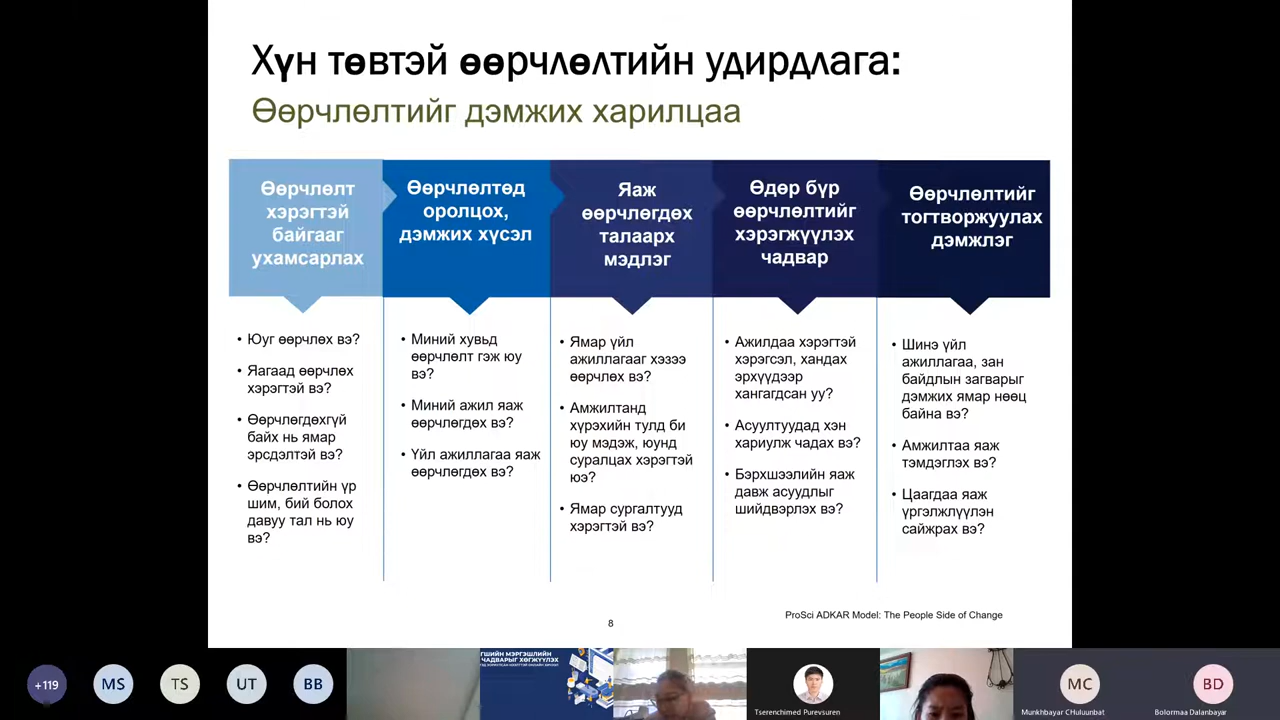 Хүн төвтэй өөрчлөлтийн удирдлага:
Өөрчлөлтийг дэмжих харилцаа
Өөрчлөлт
хэрэгтэй
байгааг
ухамсарлах
• Юуг өөрчлөх вэ?
• Яагаад өөрчлөх
хэрэгтэй вэ?
• Өөрчлөгдөхгүй
байх нь ямар
эрсдэлтэй вэ?
• Өөрчлөлтийн үр
шим, бий болох
давуу тал нь юу
вэ?
Өөрчлөлтөд
оролцох,
дэмжих хүсэл
• Миний хувьд
өөрчлөлт гэж юу
вэ?
• Миний ажил яаж
өөрчлөгдөх вэ?
• Үйл ажиллагаа яаж
өөрчлөгдөх вэ?
Яаж
өөрчлөгдөх
талаарх
мэдлэг
• Ямар үйл
ажиллагааг хэзээ
өөрчлөх вэ?
• Амжилтанд
хүрэхийн тулд би
юу мэдэж, юунд
суралцах хэрэгтэй
юэ?
• Ямар сургалтууд
хэрэгтэй вэ?
Өдөр бүр
өөрчлөлтийг
хэрэгжүүлэх
чадвар
• Ажилдаа хэрэгтэй
хэрэгсэл, хандах
эрхүүдээр
хангагдсан уу?
• Асуултуудад хэн
хариулж чадах вэ?
• Бэрхшээлийн яаж
давж асуудлыг
шийдвэрлэх вэ?
Өөрчлөлтийг
тогтворжуулах
дэмжлэг
• Шинэ үйл
ажиллагаа, зан
байдлын загварыг
дэмжих ямар нөөц
байна вэ?
• Амжилтаа яаж
тэмдэглэх вэ?
• Цаагдаа яаж
үргэлжлүүлэн
сайжрах вэ?
ProSci ADKAR Model: The People Side of Change
8
+119
MS
TS
UT
BB
ГШИЙН МЭРГЭШЛИЙН
ЧАДВАРЫГ ХӨГЖҮҮЛЭХ
Tserenchimed Purevsuren
MC
Munkhbayar CHuluunbat
BD
Bolormaa Dalanbayar